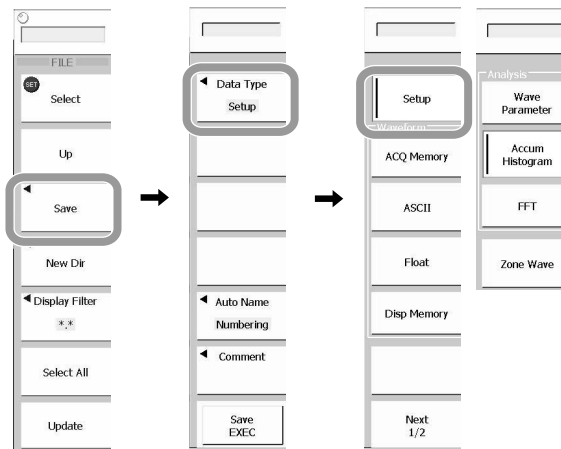 FILE
SET
Select
Up
Save
New Dir
Display Filter
*.*
Select All
Update
Data Type
Setup
Auto Name
Numbering
Comment
Save
EXEC
Setup
Waveform
ACQ Memory
ASCII
Float
Disp Memory
Next
1/2
Analysis
Wave
Parameter
Accum
Histogram
FFT
Zone Wave